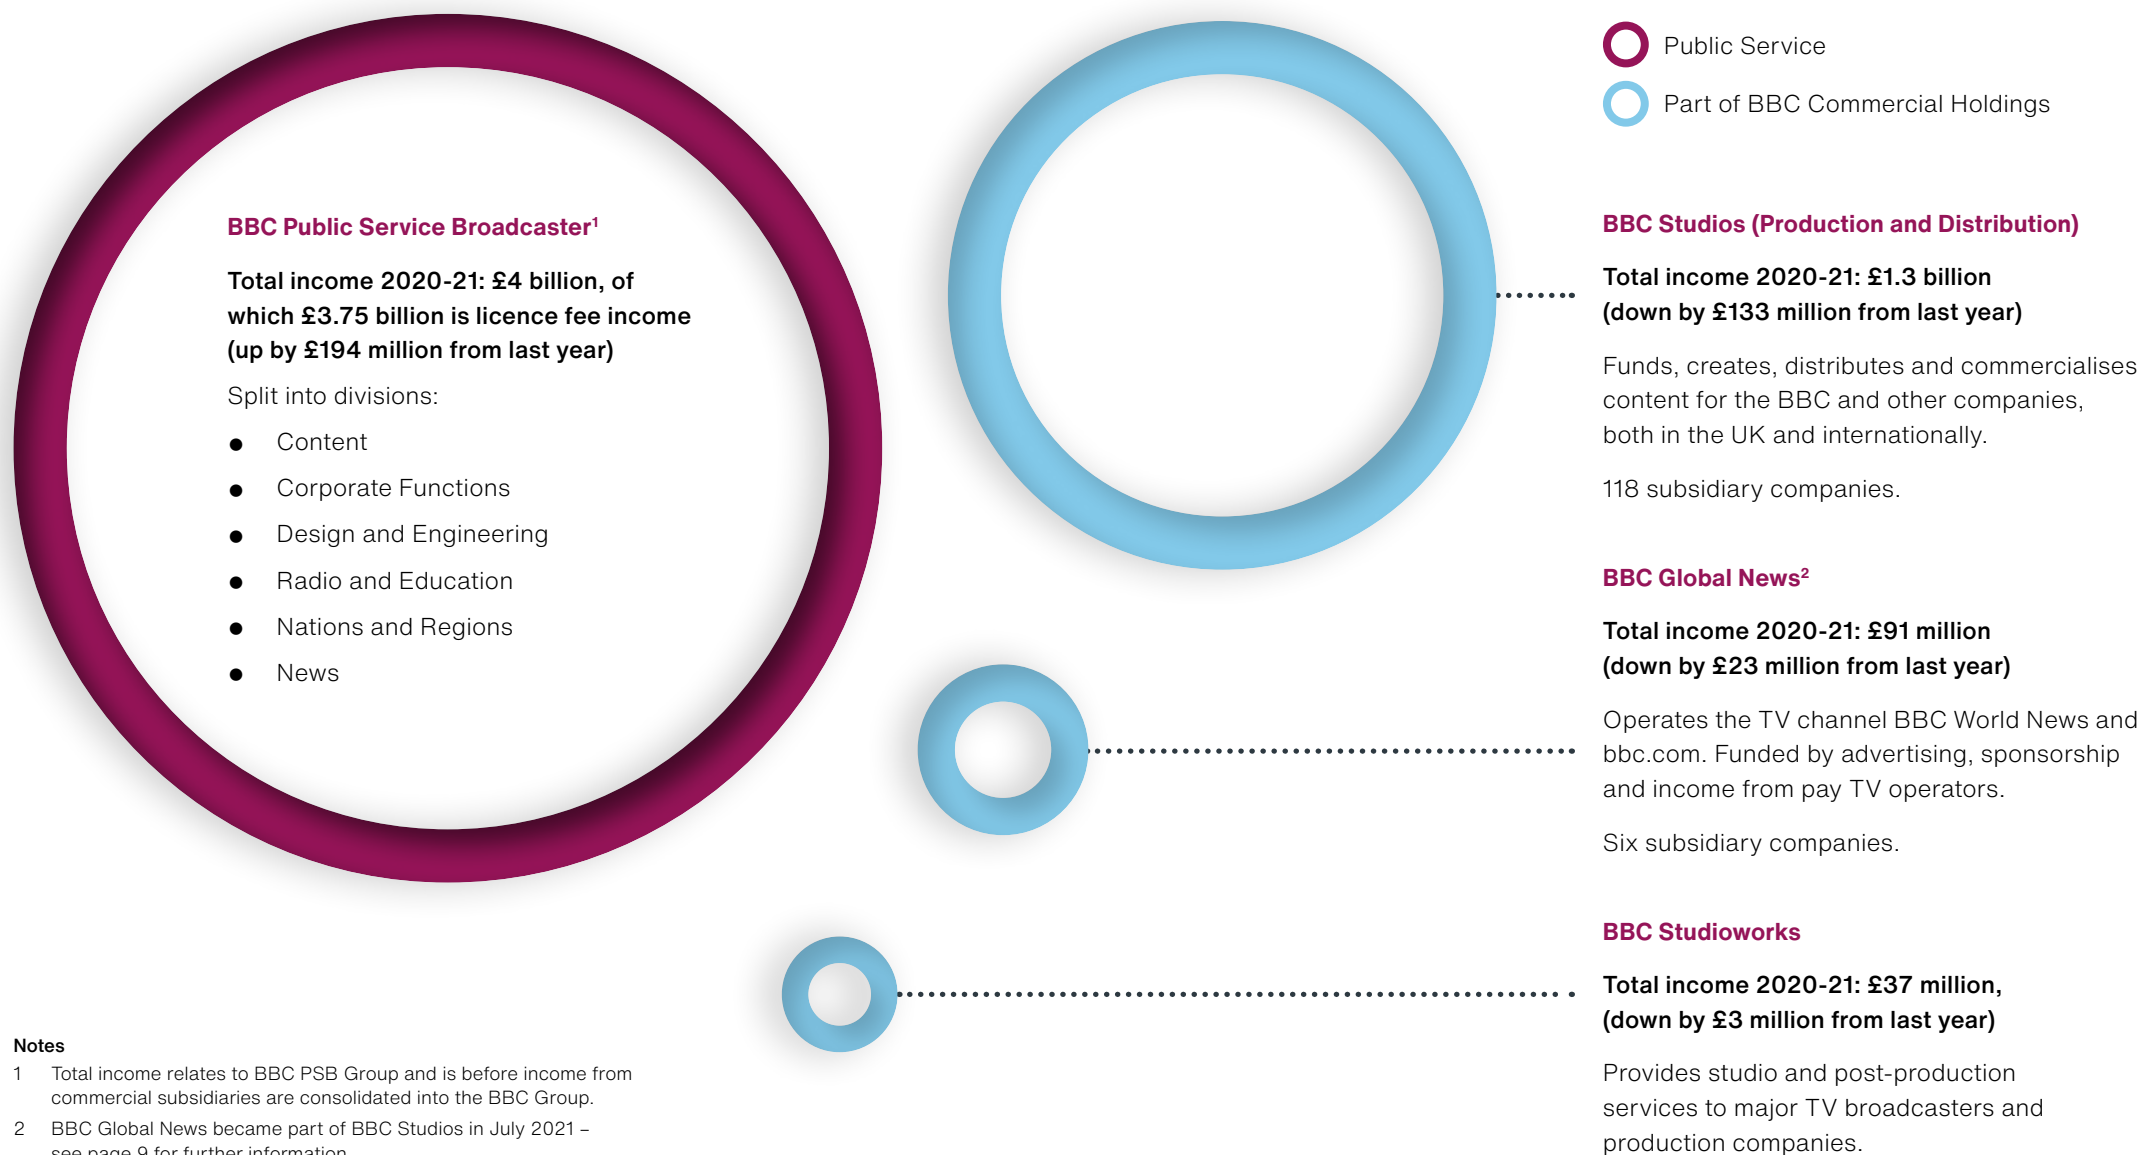 Public Service
Part of BBC Commercial Holdings
BBC Public Service Broadcaster¹
Total income 2020-21: £4 billion, of
which £3.75 billion is licence fee income
(up by £194 million from last year)
Split into divisions:
● Content
● Corporate Functions
● Design and Engineering
● Radio and Education
● Nations and Regions
● News
BBC Studios (Production and Distribution)
Total income 2020-21: £1.3 billion
(down by £133 million from last year)
Funds, creates, distributes and commercialises
content for the BBC and other companies,
both in the UK and internationally.
118 subsidiary companies.
BBC Global News²
Total income 2020-21: £91 million
(down by £23 million from last year)
Operates the TV channel BBC World News and
bbc.com. Funded by advertising, sponsorship
and income from pay TV operators.
Six subsidiary companies.
BBC Studioworks
Total income 2020-21: £37 million,
(down by £3 million from last year)
Provides studio and post-production
services to major TV broadcasters and
production companies.
Notes
1 Total income relates to BBC PSB Group and is before income from
commercial subsidiaries are consolidated into the BBC Group.
2 BBC Global News became part of BBC Studios in July 2021 –
see page 9 for further information